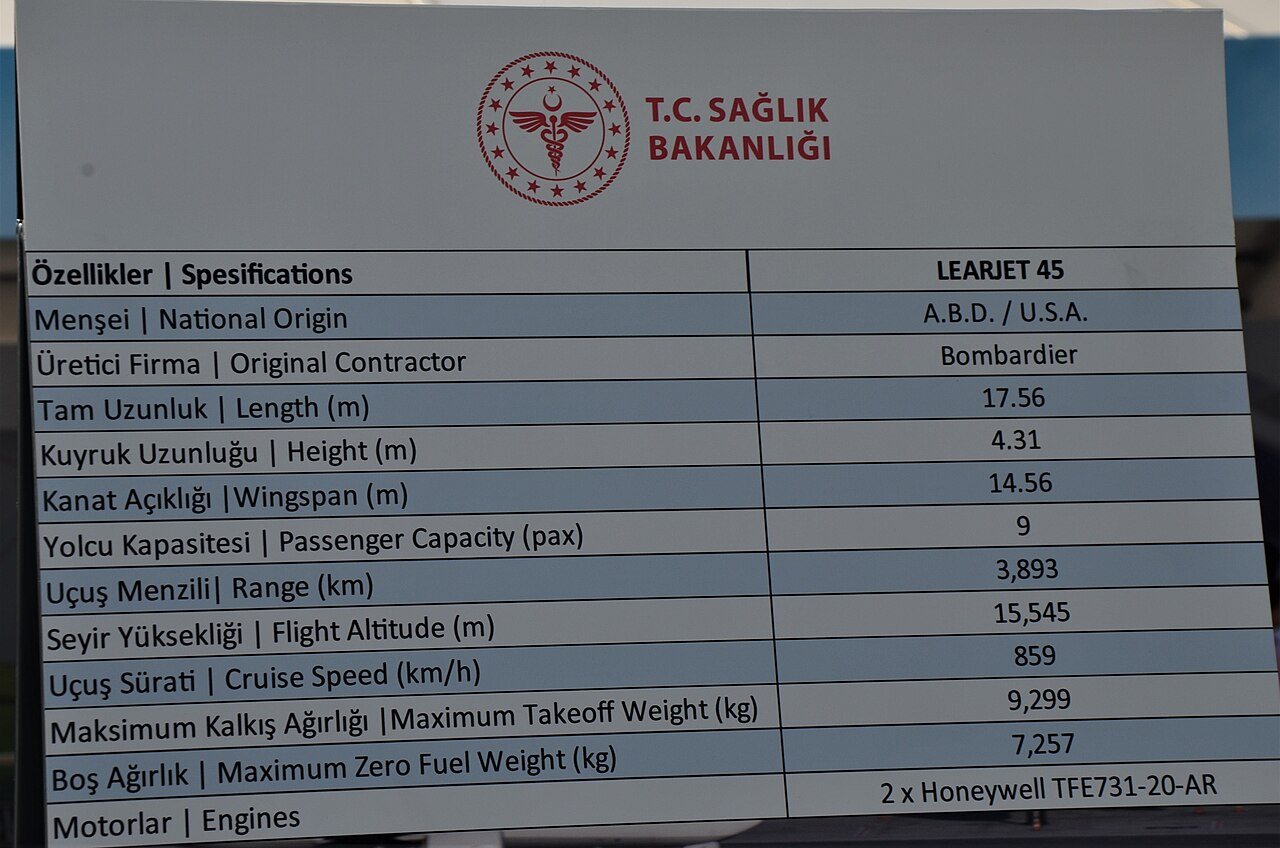 T.C. SAĞLIK
BAKANLIĞI
Özellikler | Spesifications LEARJET 45
Menşei | National Origin A.B.D. / U.S.A.
Üretici Firma | Original Contractor Bombardier
Tam Uzunluk | Length (m) 17.56
Kuyruk Uzunluğu | Height (m) 4.31
Kanat Açıklığı |Wingspan (m) 14.56
Yolcu Kapasitesi | Passenger Capacity (pax) 9
Uçuş Menzili| Range (km) 3,893
Seyir Yüksekliği | Flight Altitude (m) 15,545
Uçuş Sürati | Cruise Speed (km/h) 859
Maksimum Kalkış Ağırlığı |Maximum Takeoff Weight (kg) 9,299
Boş Ağırlık | Maximum Zero Fuel Weight (kg) 7,257
Motorlar | Engines 2 x Honeywell TFE731-20-AR